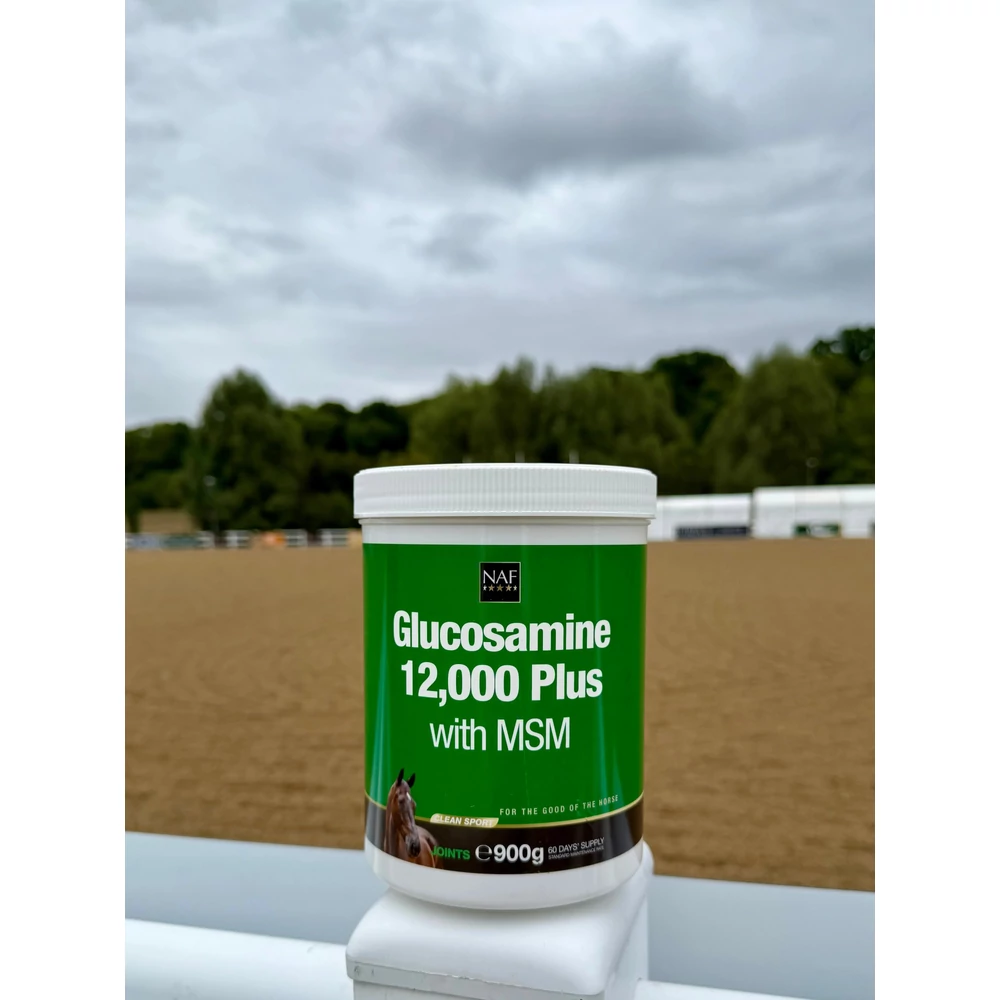 NAF
Glucosamine
12,000 Plus
with MSM
FOR THE GOOD OF THE HORSE
CLEAN SPORT
JOINTS e900g 60 DAYS' SUPPLY
STANDARD MAINTENANCE RATE